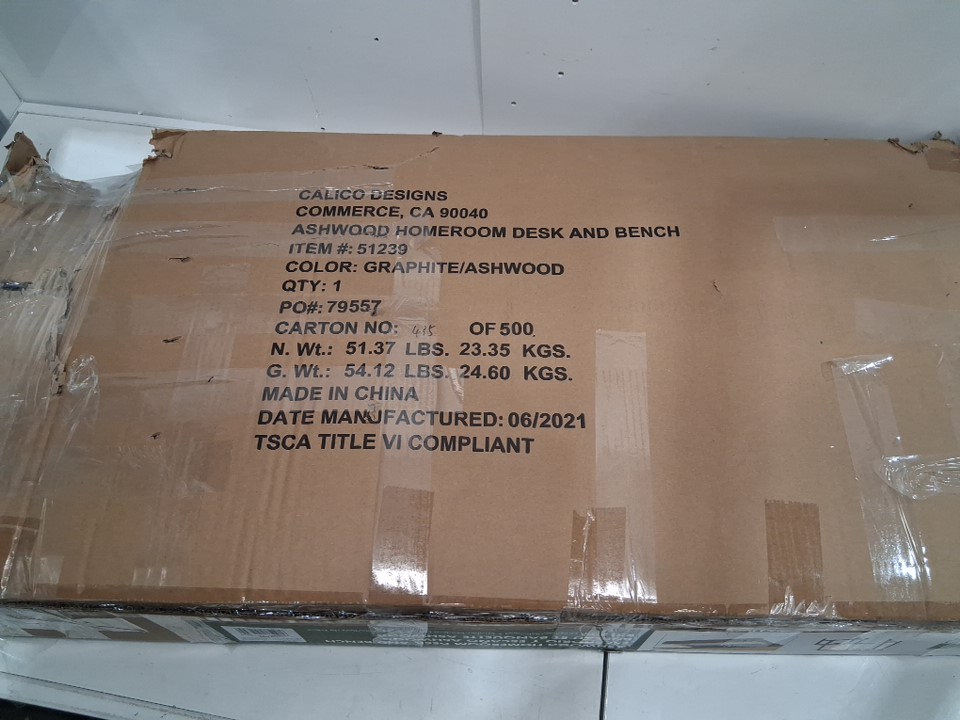 CALICO DESIGNS
COMMERCE, CA 90040
ASHWOOD HOMEROOM DESK AND BENCH
ITEM #: 51239
COLOR: GRAPHITE/ASHWOOD
QTY: 1
PO#: 79557
CARTON NO: 415 OF 500
N. Wt.: 51.37 LBS. 23.35 KGS.
G. Wt.: 54.12 LBS. 24.60 KGS.
MADE IN CHINA
DATE MANUFACTURED: 06/2021
TSCA TITLE VI COMPLIANT